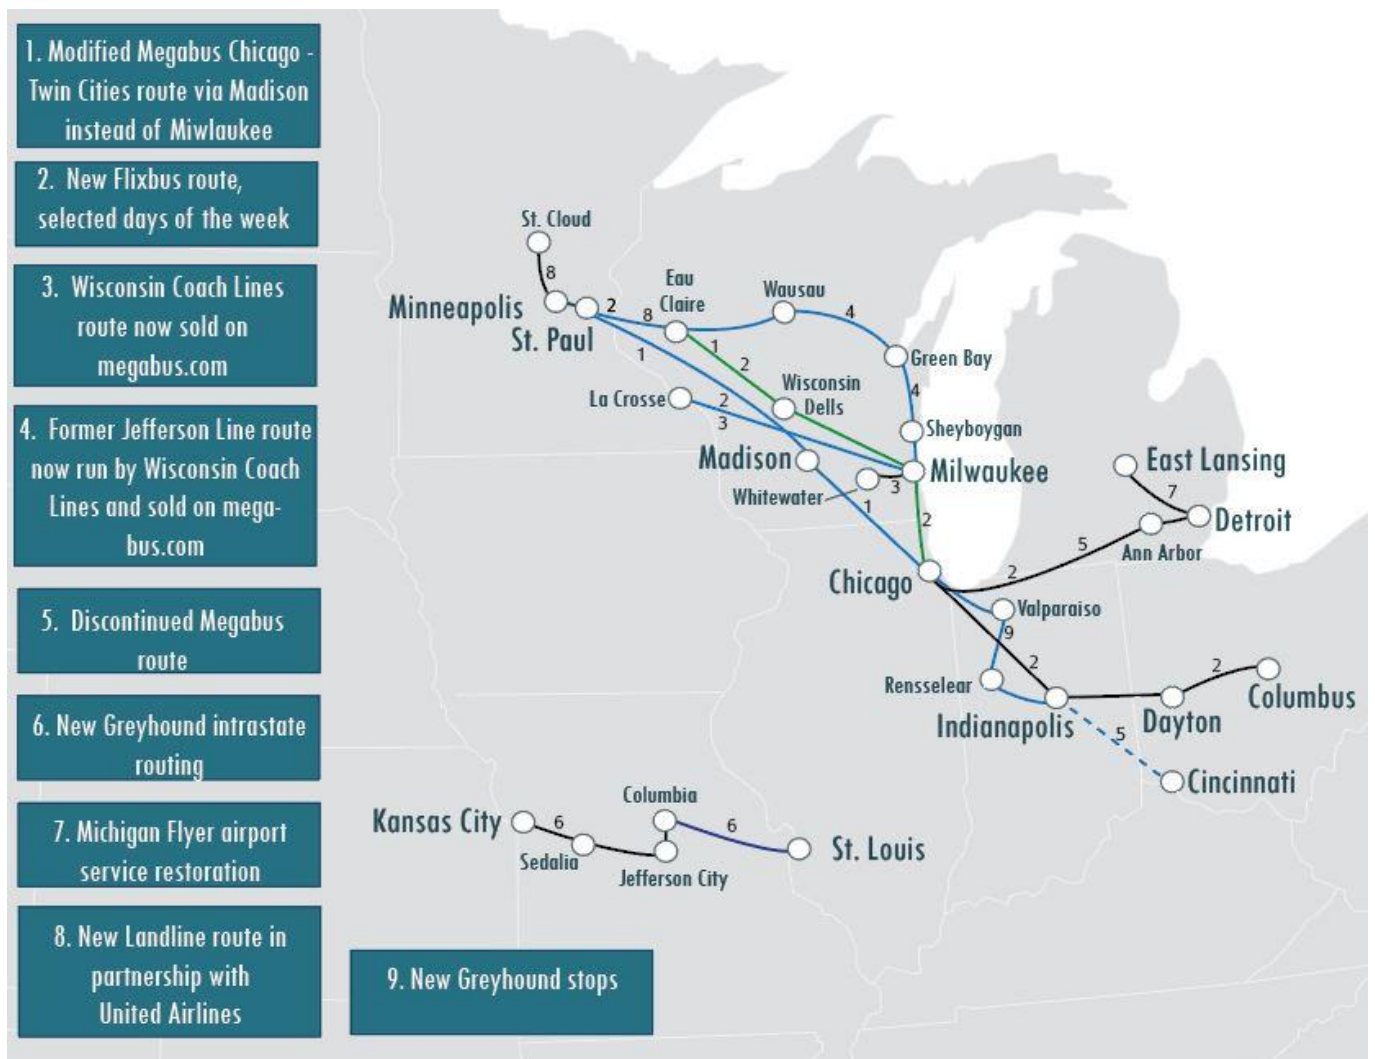 1. Modified Megabus Chicago -
Twin Cities route via Madison
instead of Miwlaukee
2. New Flixbus route,
selected days of the week
3. Wisconsin Coach Lines
route now sold on
megabus.com
4. Former Jefferson Line route
now run by Wisconsin Coach
Lines and sold on mega-
bus.com
5. Discontinued Megabus
route
6. New Greyhound intrastate
routing
7. Michigan Flyer airport
service restoration
8. New Landline route in
partnership with
United Airlines
9. New Greyhound stops
St. Cloud
8
Minneapolis
St. Paul
2
8
1
Eau
Claire
1
2
Wausau
4
Green Bay
4
Sheyboygan
La Crosse
2
3
Wisconsin
Dells
Madison
Milwaukee
Whitewater
3
1
2
East Lansing
7
Detroit
Ann Arbor
5
2
Chicago
Valparaiso
9
2
Rensselear
Indianapolis
Dayton
2
Columbus
5
Cincinnati
Kansas City
6
Sedalia
Columbia
Jefferson City
6
St. Louis